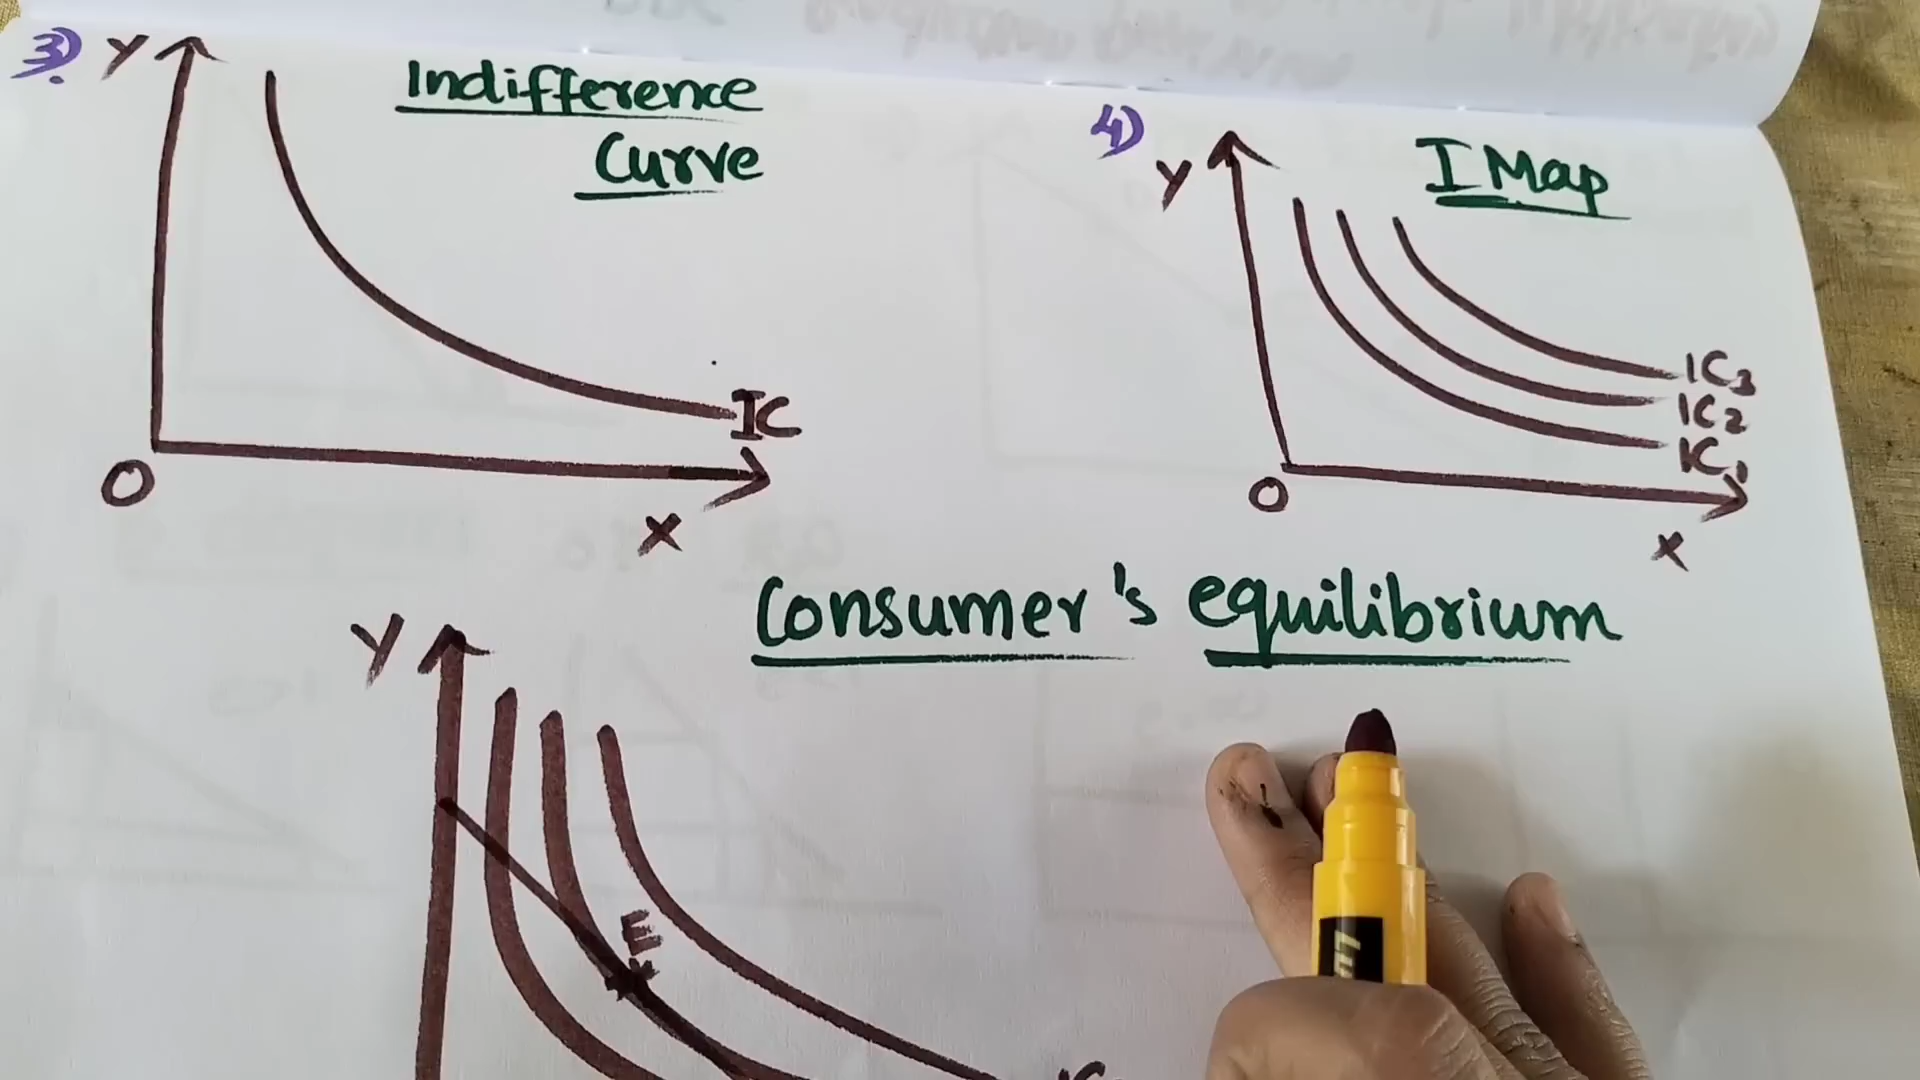 3)
Y
Indifference
Curve
IC
O
X
4)
Y
I Map
IC3
IC2
IC1
O
X
Consumer's equilibrium
Y
E